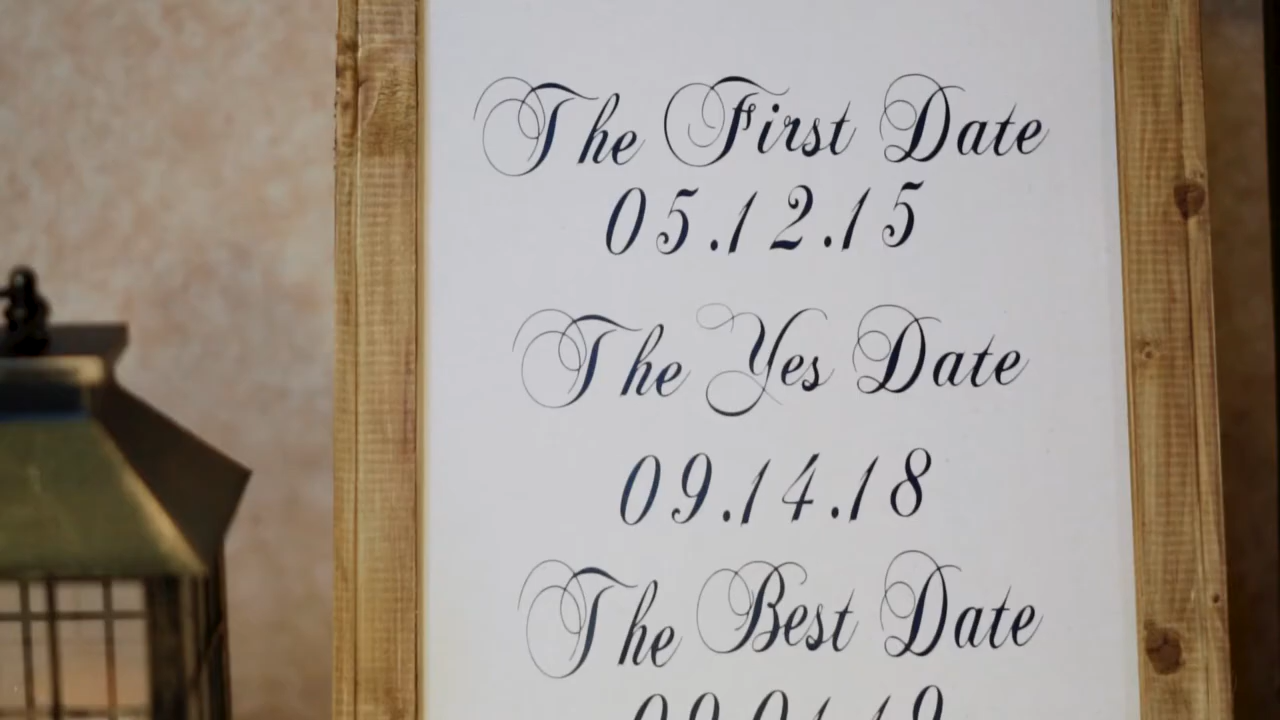 The First Date
05.12.15
The Yes Date
09.14.18
The Best Date